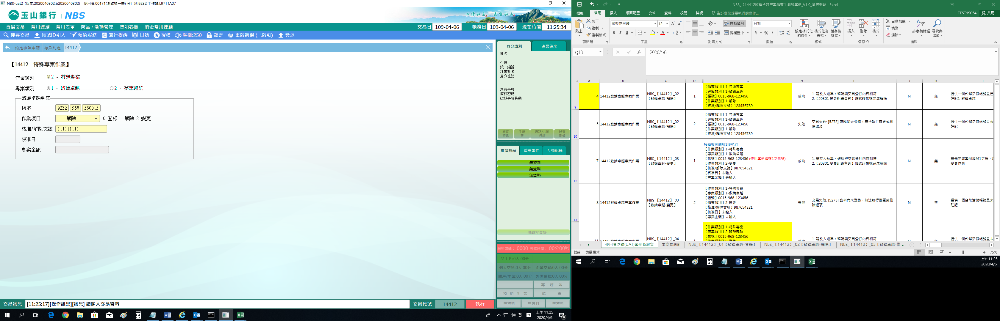 NBS-uat2 (版本:2020040302.b2020040302) 使用者:00171(測試櫃一幸) 分行別:9232 工作站:L9711A07
玉山銀行 | NBS
心清如玉。義重如山。
自選交易 常用連結 常用表單 商品 / 活動管理 智能客服 消金常用連結
交易日 109-04-06 帳務日 109-04-06 現在時間 11:25:34
搜尋交易 帳號ID引入 預約服務 蒞行提醒 日誌 授權 廣播:250 鎖定 重啟週邊 (已啟動) 簽退
約定事項申請 存戶約定 14412
【14412 特殊專案作業】
作業類別 2 - 特殊專案
專案類別 1 - 啟鑰卓越 2 - 夢想起航
啟鑰卓越專案
帳號 9232 968 560015
作業項目 1 - 解除 0-登錄 1-解除 2-變更
核准/解除文號 111111111
核准日
專案金額
身分識別 產品往來
姓名
生日
統一編號
理專姓名
身分註記
注意事項
簡訊密碼
近期事故異動
顧客資訊 手續費 通路/共同行銷 顧客影像
推薦商品 重要事件 互動記錄
無資料
無資料
無資料
一般轉介登錄
服務號碼: 0000 等候時間: 00分00秒
VIP:0人 00分
個人交易:0人 00分 企業交易:0人 00分
開戶/申請:0人 00分 外匯業務:0人 00分
再 呼 叫
預 約 叫 號 結 束
無資料 無資料 無資料
交易訊息 [11:25:17][操作訊息][訊息] 請輸入交易資料 交易代號 14412 執行
英
上午 11:25
2020/4/6
4
NBS_【14412啟鑰卓越專案作業】測試案例_V1.0_測資盤點 - Excel
檔案 常用 插入 版面配置 公式 資料 校閱 檢視 告訴我您想要執行的動作... TEST19054 共用
貼上 剪下
複製
複製格式
剪貼簿
微軟正黑體 12
B I U
字型
自動換列
跨欄置中
對齊方式
日期
$ % ,
數值
設定格式化的條件 格式化為表格 儲存格樣式
樣式
插入 刪除 格式
儲存格
自動加總
填滿
清除
排序與篩選 尋找與選取
編輯
Q13 fx 2020/4/6
A B C D G H I J K L
9
4 14412啟鑰卓越專案作業
NBS_【14412】_02
【啟鑰卓越-解除】
1
【作業類別】1-特殊專案
【專案類別】1-啟鑰卓越
【帳號】0015-968-123456
【作業類別】1-解除
【核准/解除文號】123456789
成功
1. 請放入短單，確認與交易登打內容相符
2.【20301 變更記錄查詢】確認該帳號完成解除
N 無
提供一個台幣活儲帳號且已
註記1-啟鑰卓越
10
5 14412啟鑰卓越專案作業
NBS_【14412】_02
【啟鑰卓越-解除】
2
【作業類別】1-特殊專案
【專案類別】1-啟鑰卓越
【帳號】0015-968-123456
【作業類別】1-解除
【核准/解除文號】123456789
失敗
交易失敗: [5273] 資料尚未登錄，無法執行變更或刪
除選項
N 無
提供一個台幣活儲帳號且未
註記
12
7 14412啟鑰卓越專案作業
NBS_【14412】_03
【啟鑰卓越-變更】
1
接續案例編號1後執行
【作業類別】1-特殊專案
【專案類別】1-啟鑰卓越
【帳號】0015-968-123456 (使用案例編號1之帳號)
【作業類別】2-變更
【核准/解除文號】987654321
【核准日】未輸入
【專案金額】未輸入
成功
1. 請放入短單，確認與交易登打內容相符
2.【20301 變更記錄查詢】確認該帳號完成解除
N 無
請先完成案例編號1之後，以
變更作業
13
8 14412啟鑰卓越專案作業
NBS_【14412】_03
【啟鑰卓越-變更】
2
【作業類別】1-特殊專案
【專案類別】1-啟鑰卓越
【帳號】0015-968-123456
【作業類別】2-變更
【核准/解除文號】987654321
【核准日】未輸入
【專案金額】未輸入
失敗
交易失敗: [5273] 資料尚未登錄，無法執行變更或刪
除選項
N 無
提供一個台幣活儲帳號且未
註記
NBS_【14412】_04
【作業類別】1-特殊專案
【專案類別】2-夢想起航
【帳號】0015-968-123456
1. 請放入短單，確認與交易登打內容相符
提供一個台幣活儲帳號且未
使用者測試(UAT)案例＆報告 本交易統計 NBS_【14412】_01【啟鑰卓越-登錄】 NBS_【14412】_02【啟鑰卓越-解除】 NBS_【14412】_03【啟鑰卓越-變 ...
就緒 篩選模式 75%
上午 11:25
2020/4/6